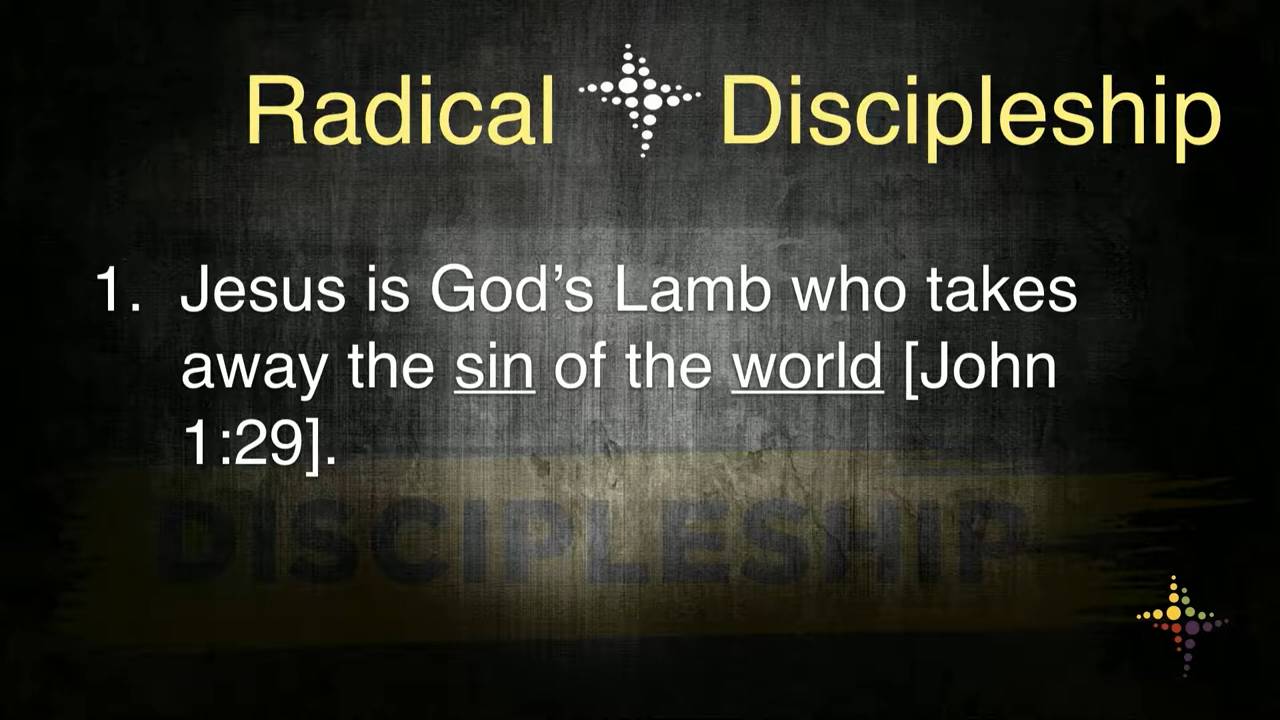 Radical Discipleship
1. Jesus is God’s Lamb who takes
away the sin of the world [John
1:29].
DISCIPLESHIP